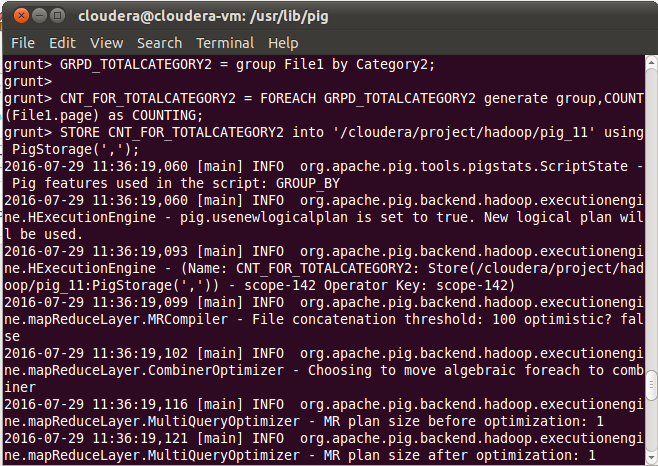 cloudera@cloudera-vm: /usr/lib/pig
File Edit View Search Terminal Help
grunt> GRPD_TOTALCATEGORY2 = group File1 by Category2;
grunt>
grunt> CNT_FOR_TOTALCATEGORY2 = FOREACH GRPD_TOTALCATEGORY2 generate group,COUNT
(File1.page) as COUNTING;
grunt> STORE CNT_FOR_TOTALCATEGORY2 into '/cloudera/project/hadoop/pig_11' using
 PigStorage(',');
2016-07-29 11:36:19,060 [main] INFO  org.apache.pig.tools.pigstats.ScriptState -
 Pig features used in the script: GROUP_BY
2016-07-29 11:36:19,060 [main] INFO  org.apache.pig.backend.hadoop.executionengi
ne.HExecutionEngine - pig.usenewlogicalplan is set to true. New logical plan wil
l be used.
2016-07-29 11:36:19,093 [main] INFO  org.apache.pig.backend.hadoop.executionengi
ne.HExecutionEngine - (Name: CNT_FOR_TOTALCATEGORY2: Store(/cloudera/project/had
oop/pig_11:PigStorage(',')) - scope-142 Operator Key: scope-142)
2016-07-29 11:36:19,099 [main] INFO  org.apache.pig.backend.hadoop.executionengi
ne.mapReduceLayer.MRCompiler - File concatenation threshold: 100 optimistic? fal
se
2016-07-29 11:36:19,102 [main] INFO  org.apache.pig.backend.hadoop.executionengi
ne.mapReduceLayer.CombinerOptimizer - Choosing to move algebraic foreach to comb
iner
2016-07-29 11:36:19,116 [main] INFO  org.apache.pig.backend.hadoop.executionengi
ne.mapReduceLayer.MultiQueryOptimizer - MR plan size before optimization: 1
2016-07-29 11:36:19,121 [main] INFO  org.apache.pig.backend.hadoop.executionengi
ne.mapReduceLayer.MultiQueryOptimizer - MR plan size after optimization: 1